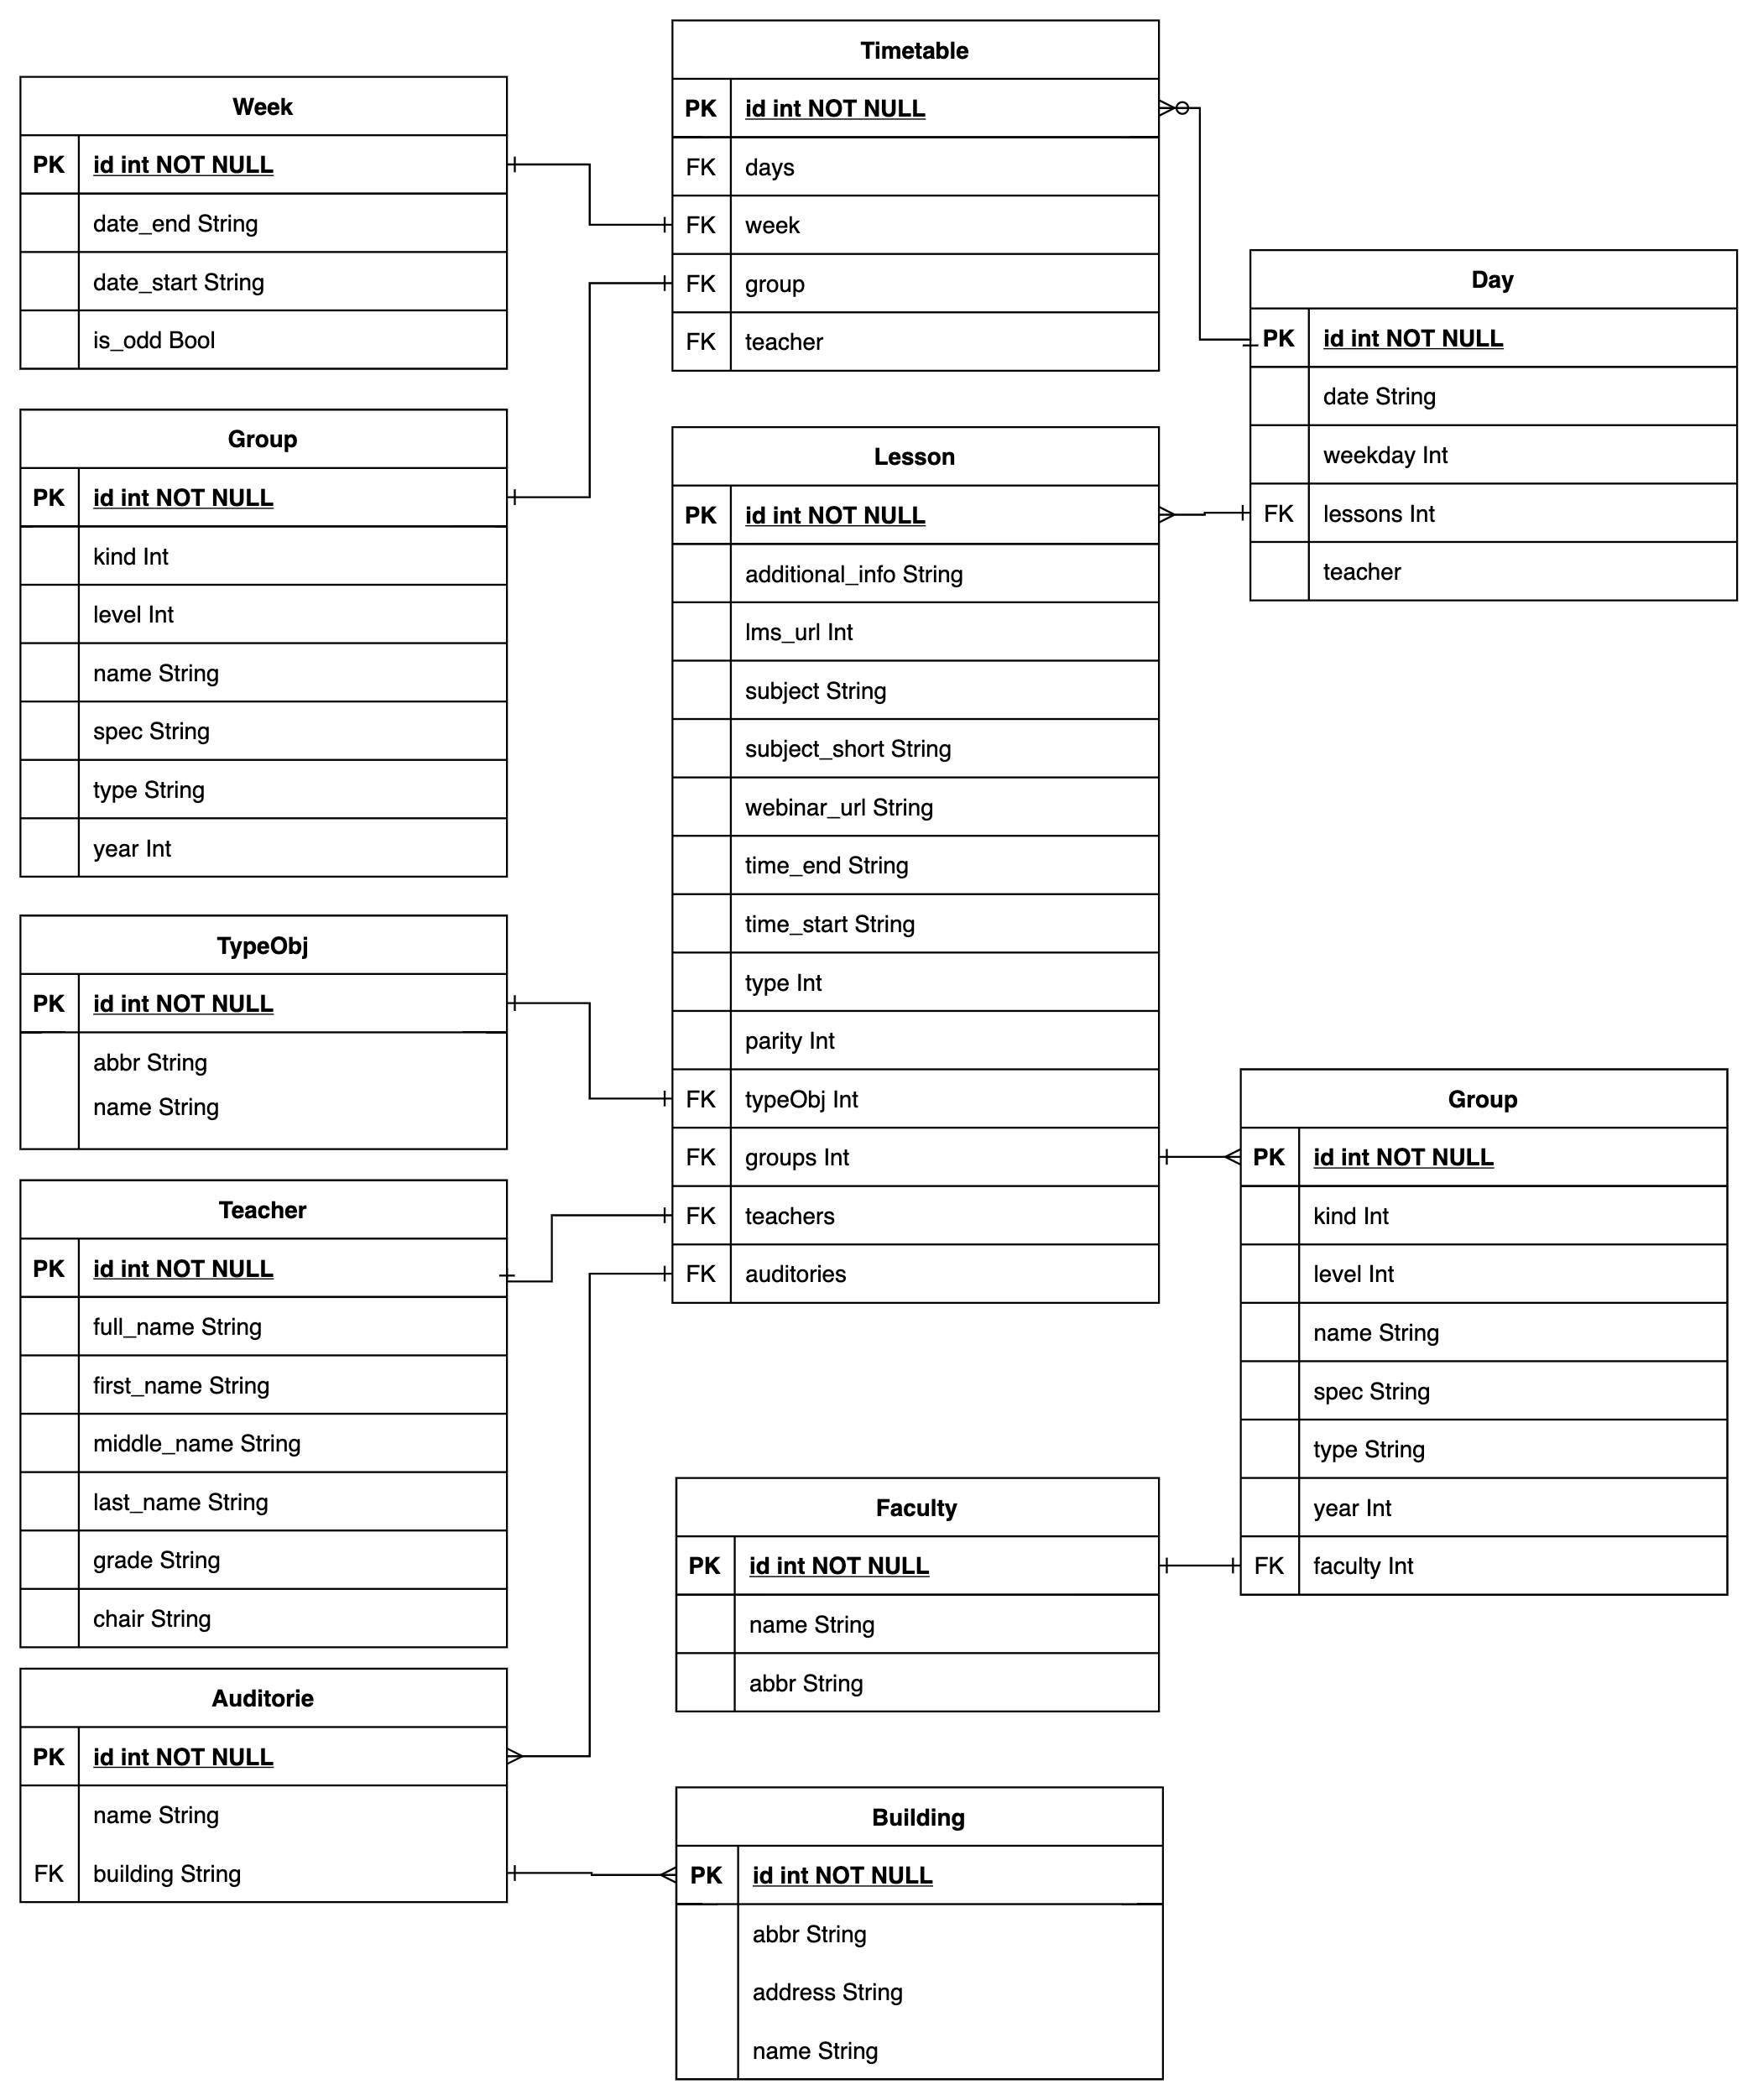 Timetable
PK id int NOT NULL
FK days
FK week
FK group
FK teacher
Week
PK id int NOT NULL
date_end String
date_start String
is_odd Bool
Day
PK id int NOT NULL
date String
weekday Int
FK lessons Int
teacher
Group
PK id int NOT NULL
kind Int
level Int
name String
spec String
type String
year Int
Lesson
PK id int NOT NULL
additional_info String
lms_url Int
subject String
subject_short String
webinar_url String
time_end String
time_start String
type Int
parity Int
FK typeObj Int
FK groups Int
FK teachers
FK auditories
TypeObj
PK id int NOT NULL
abbr String
name String
Group
PK id int NOT NULL
kind Int
level Int
name String
spec String
type String
year Int
FK faculty Int
Teacher
PK id int NOT NULL
full_name String
first_name String
middle_name String
last_name String
grade String
chair String
Faculty
PK id int NOT NULL
name String
abbr String
Auditorie
PK id int NOT NULL
name String
FK building String
Building
PK id int NOT NULL
abbr String
address String
name String